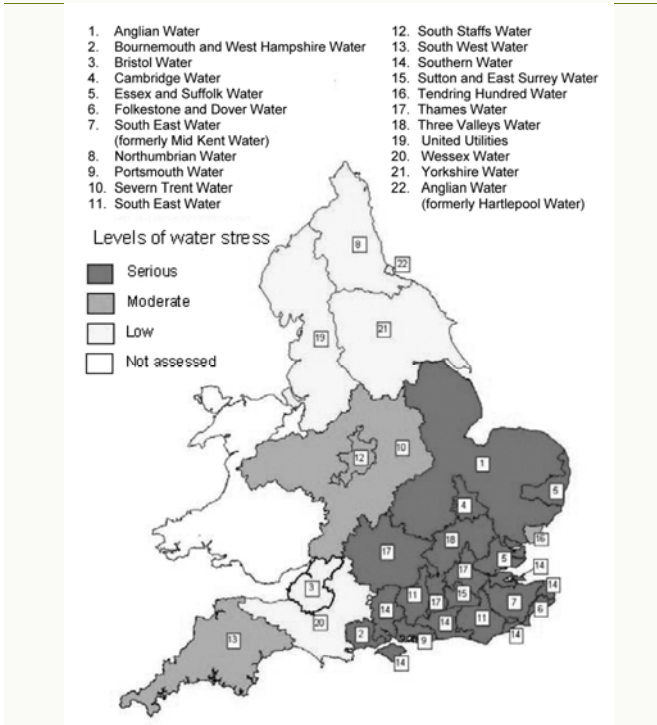 1. Anglian Water
2. Bournemouth and West Hampshire Water
3. Bristol Water
4. Cambridge Water
5. Essex and Suffolk Water
6. Folkestone and Dover Water
7. South East Water
(formerly Mid Kent Water)
8. Northumbrian Water
9. Portsmouth Water
10. Severn Trent Water
11. South East Water
12. South Staffs Water
13. South West Water
14. Southern Water
15. Sutton and East Surrey Water
16. Tendring Hundred Water
17. Thames Water
18. Three Valleys Water
19. United Utilities
20. Wessex Water
21. Yorkshire Water
22. Anglian Water
(formerly Hartlepool Water)
Levels of water stress
Serious
Moderate
Low
Not assessed
8
22
21
19
10
12
1
5
4
16
18
17
5
14
17
14
3
11
17
15
7
14
11
6
20
14
2
9
14
13
14